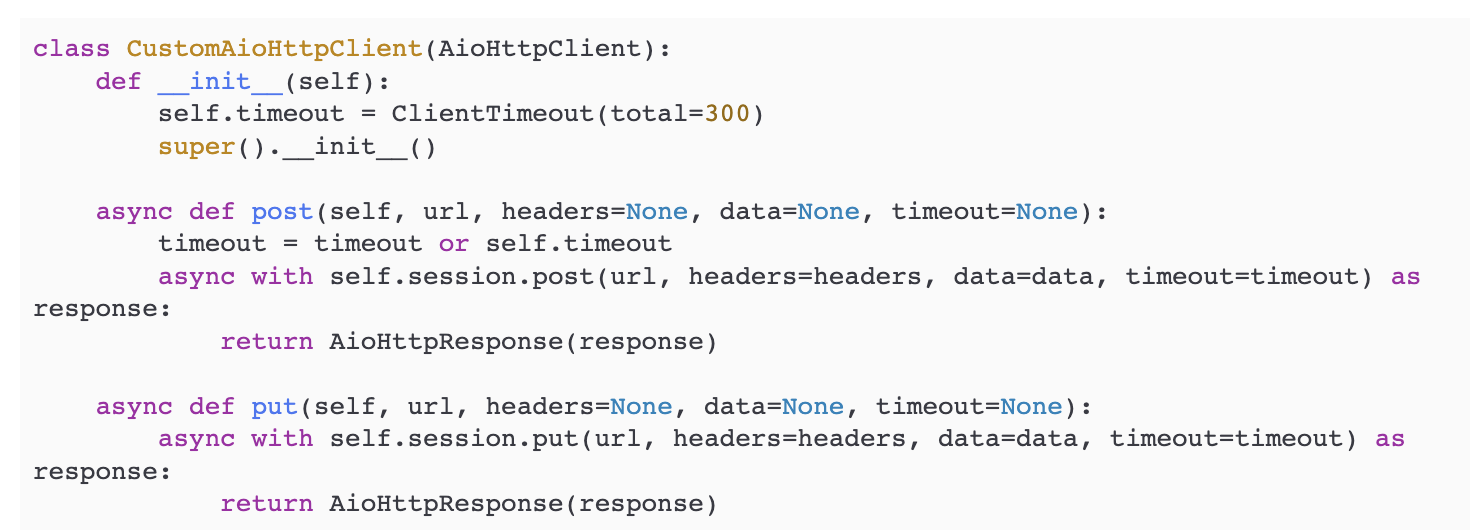 class CustomAioHttpClient(AioHttpClient):
    def __init__(self):
        self.timeout = ClientTimeout(total=300)
        super().__init__()

    async def post(self, url, headers=None, data=None, timeout=None):
        timeout = timeout or self.timeout
        async with self.session.post(url, headers=headers, data=data, timeout=timeout) as
response:
            return AioHttpResponse(response)

    async def put(self, url, headers=None, data=None, timeout=None):
        async with self.session.put(url, headers=headers, data=data, timeout=timeout) as
response:
            return AioHttpResponse(response)